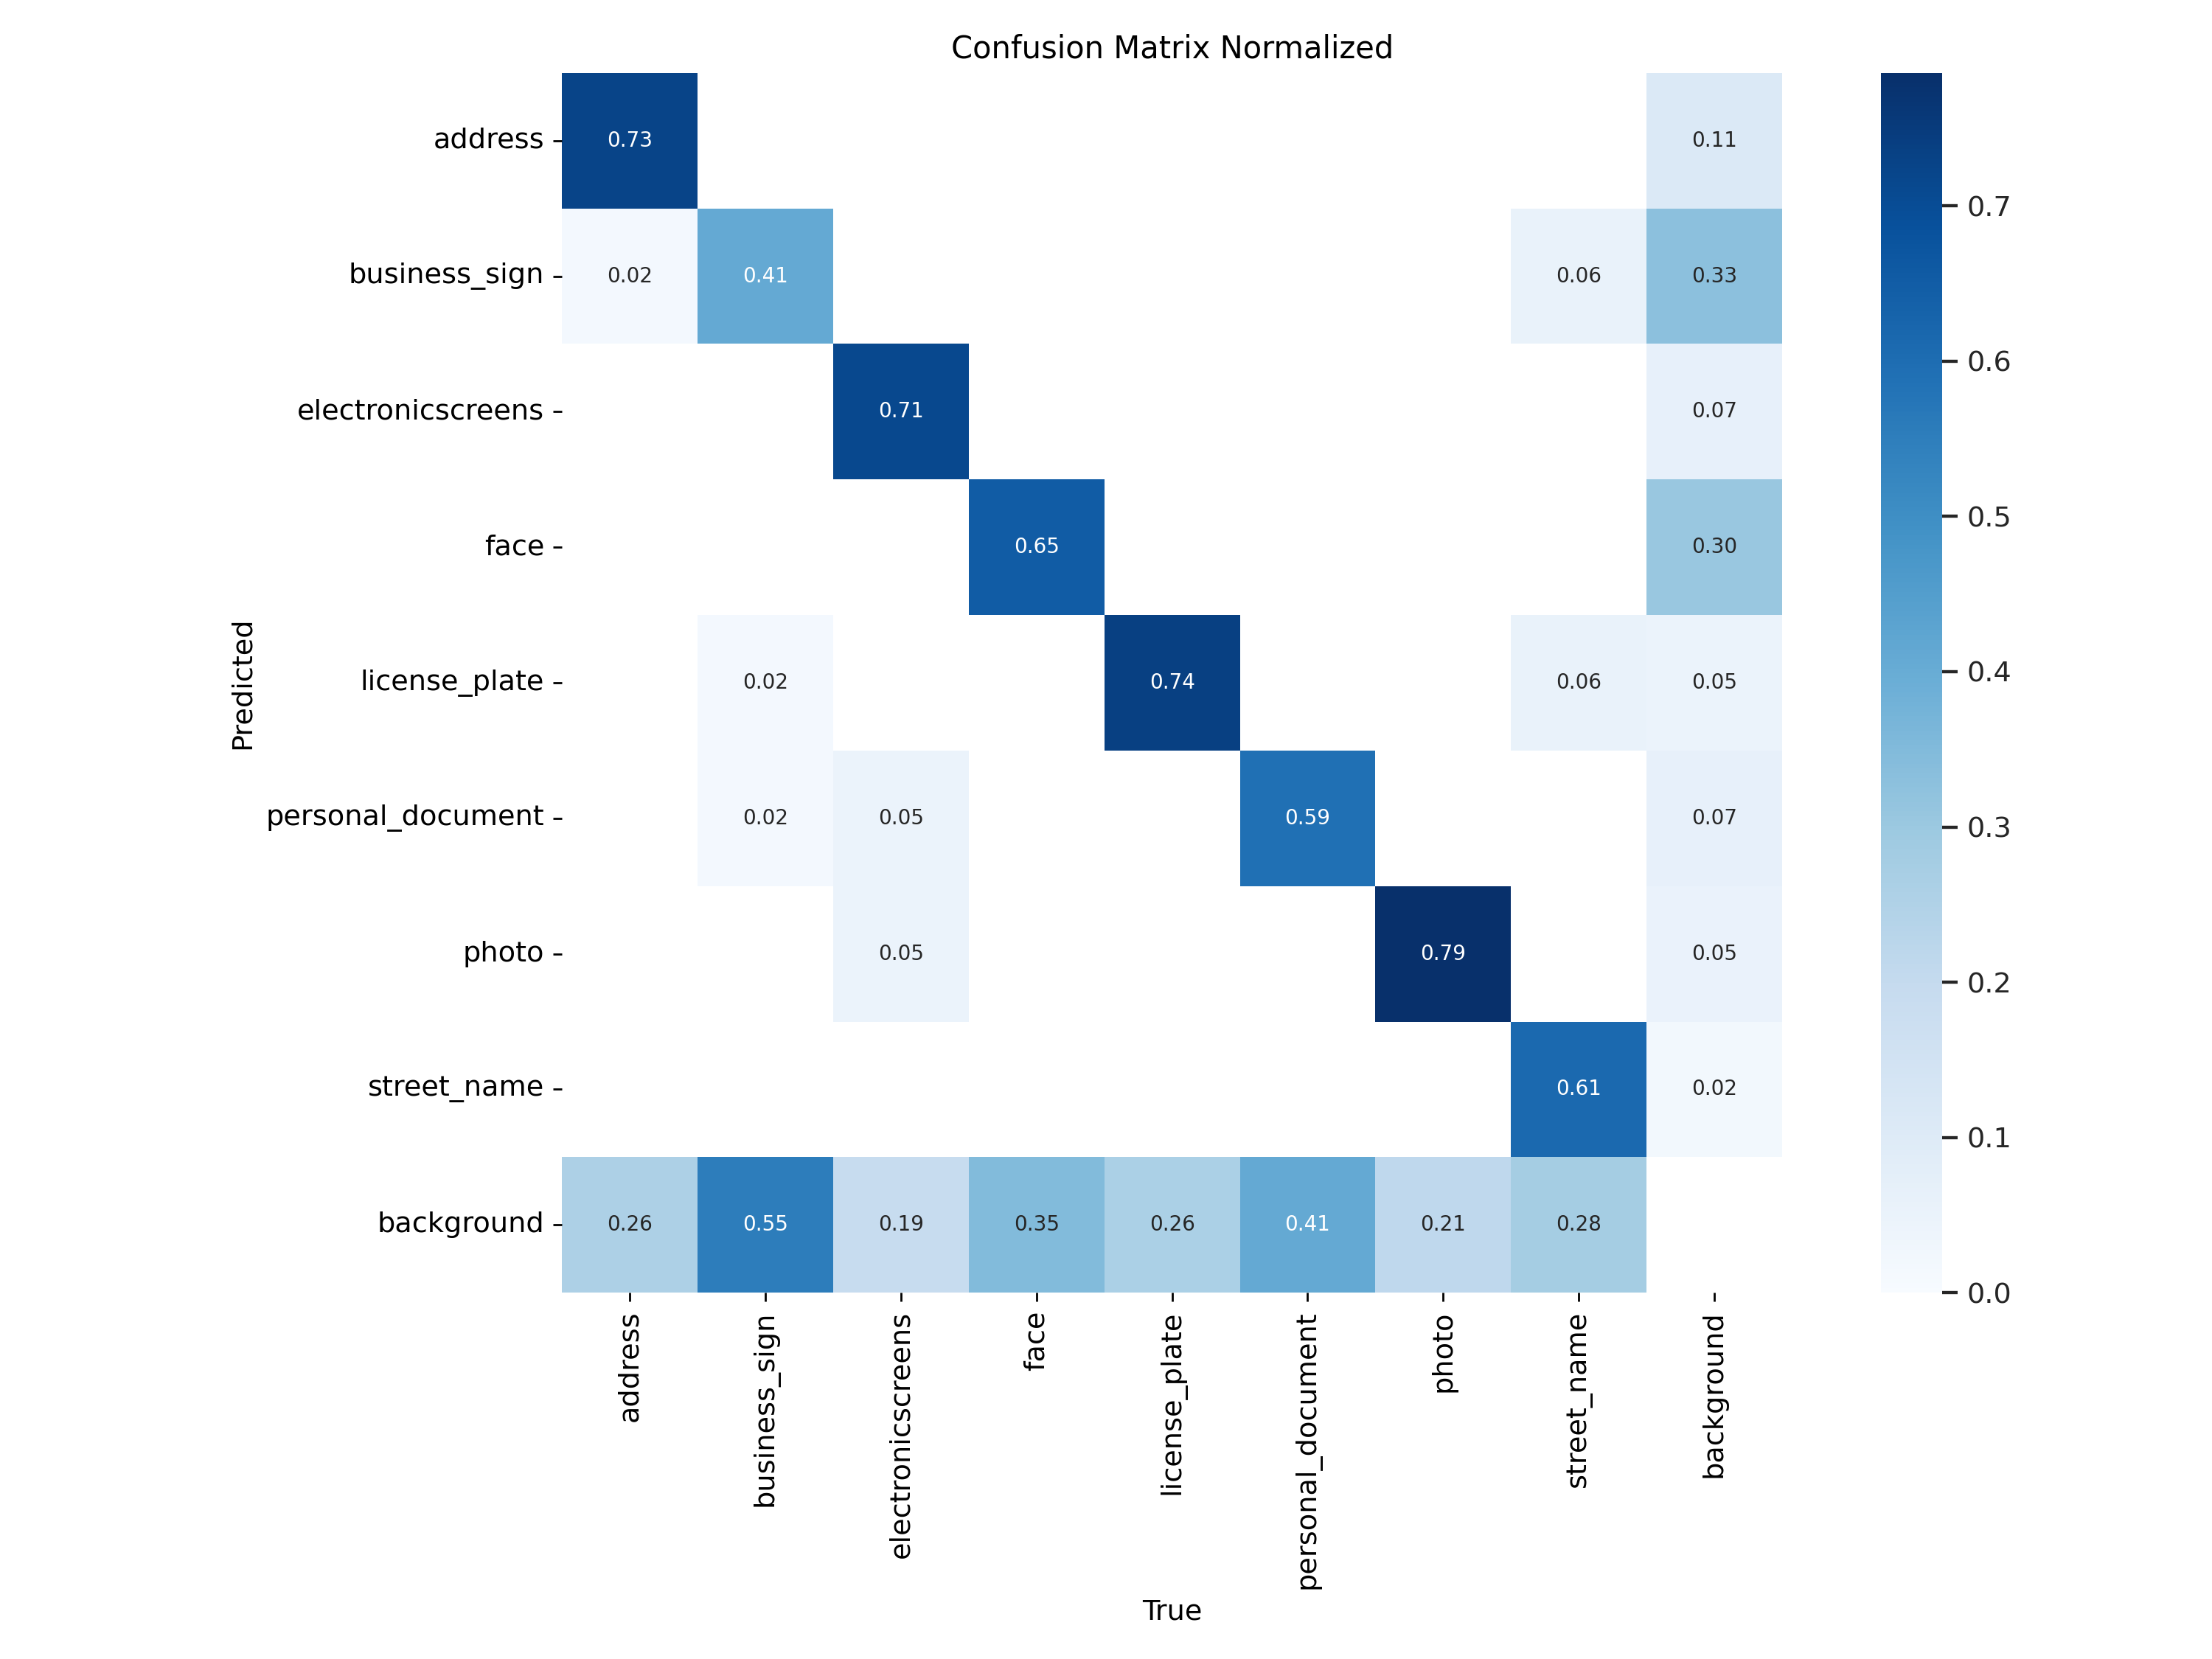 Confusion Matrix Normalized
address 0.73 0.11
business_sign 0.02 0.41 0.06 0.33
electronicscreens 0.71 0.07
face 0.65 0.30
license_plate 0.02 0.74 0.06 0.05
personal_document 0.02 0.05 0.59 0.07
photo 0.05 0.79 0.05
street_name 0.61 0.02
background 0.26 0.55 0.19 0.35 0.26 0.41 0.21 0.28
Predicted
address
business_sign
electronicscreens
face
license_plate
personal_document
photo
street_name
background
True
0.7
0.6
0.5
0.4
0.3
0.2
0.1
0.0